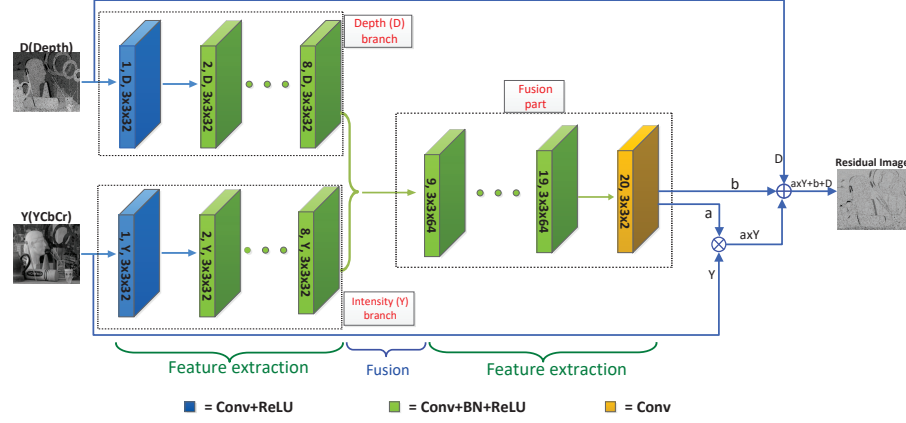 D(Depth)
1, D, 3x3x32
2, D, 3x3x32
8, D, 3x3x32
Depth (D)
branch
Y(YCbCr)
1, Y, 3x3x32
2, Y, 3x3x32
8, Y, 3x3x32
Intensity (Y)
branch
Fusion
part
9, 3x3x64
19, 3x3x64
20, 3x3x2
b
a
D
Y
axY
axY+b+D
Residual Image
Feature extraction
Fusion
Feature extraction
= Conv+ReLU
= Conv+BN+ReLU
= Conv